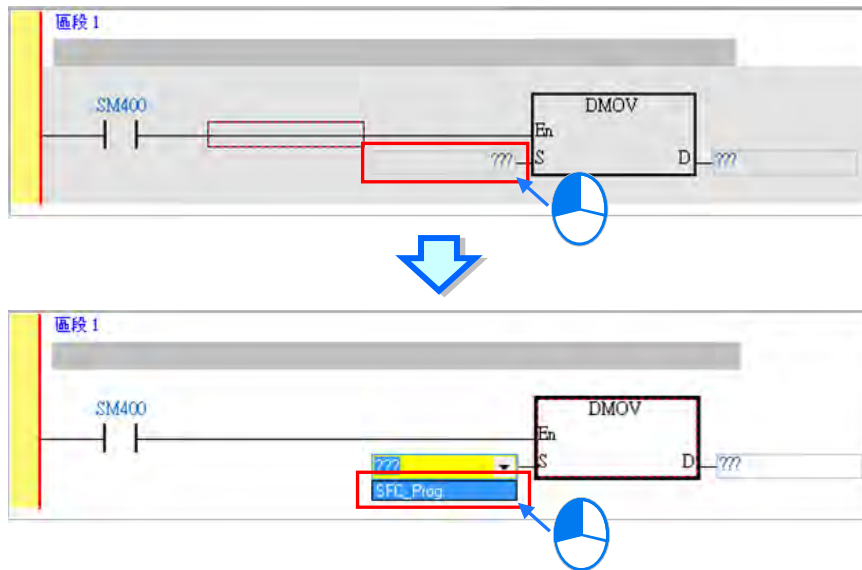 區段 1
SM400
DMOV
En
??? S D ???
區段 1
SM400
DMOV
En
??? S D ???
SFC_Prog